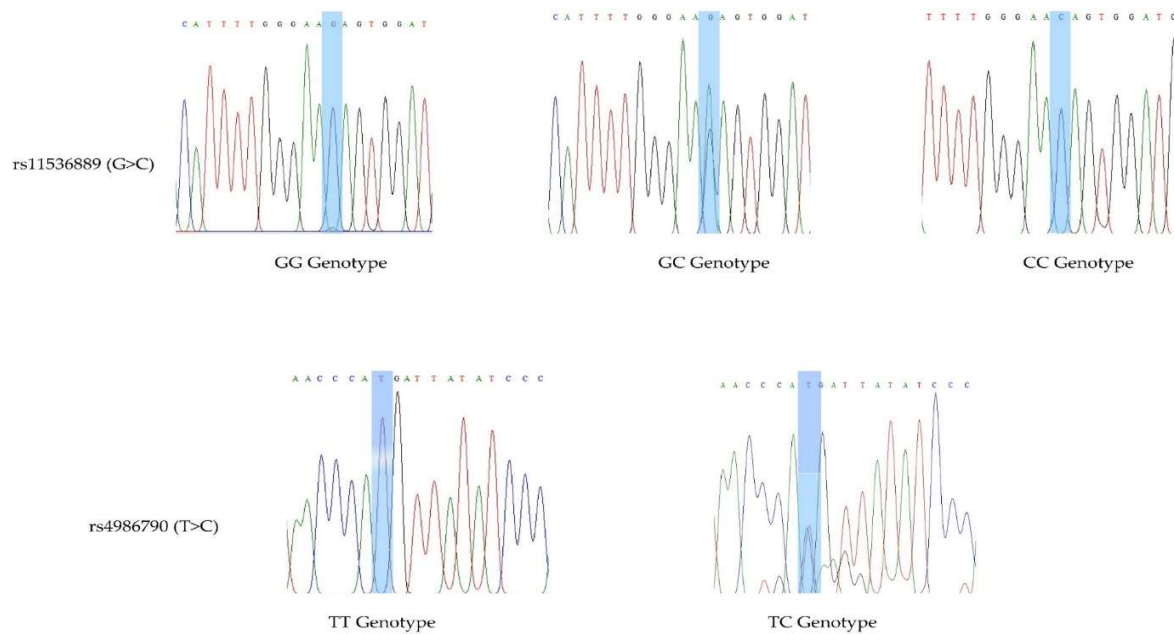 C A T T T T G G G A A G A G T G G A T
C A T T T T G G G A A G A G T G G A T
T T T T G G G A A C A G T G G A T G
rs11536889 (G>C)
GG Genotype
GC Genotype
CC Genotype
A A C C C A T G A T T A T A T C C C
A A C C C A T G A T T A T A T C C C
rs4986790 (T>C)
TT Genotype
TC Genotype